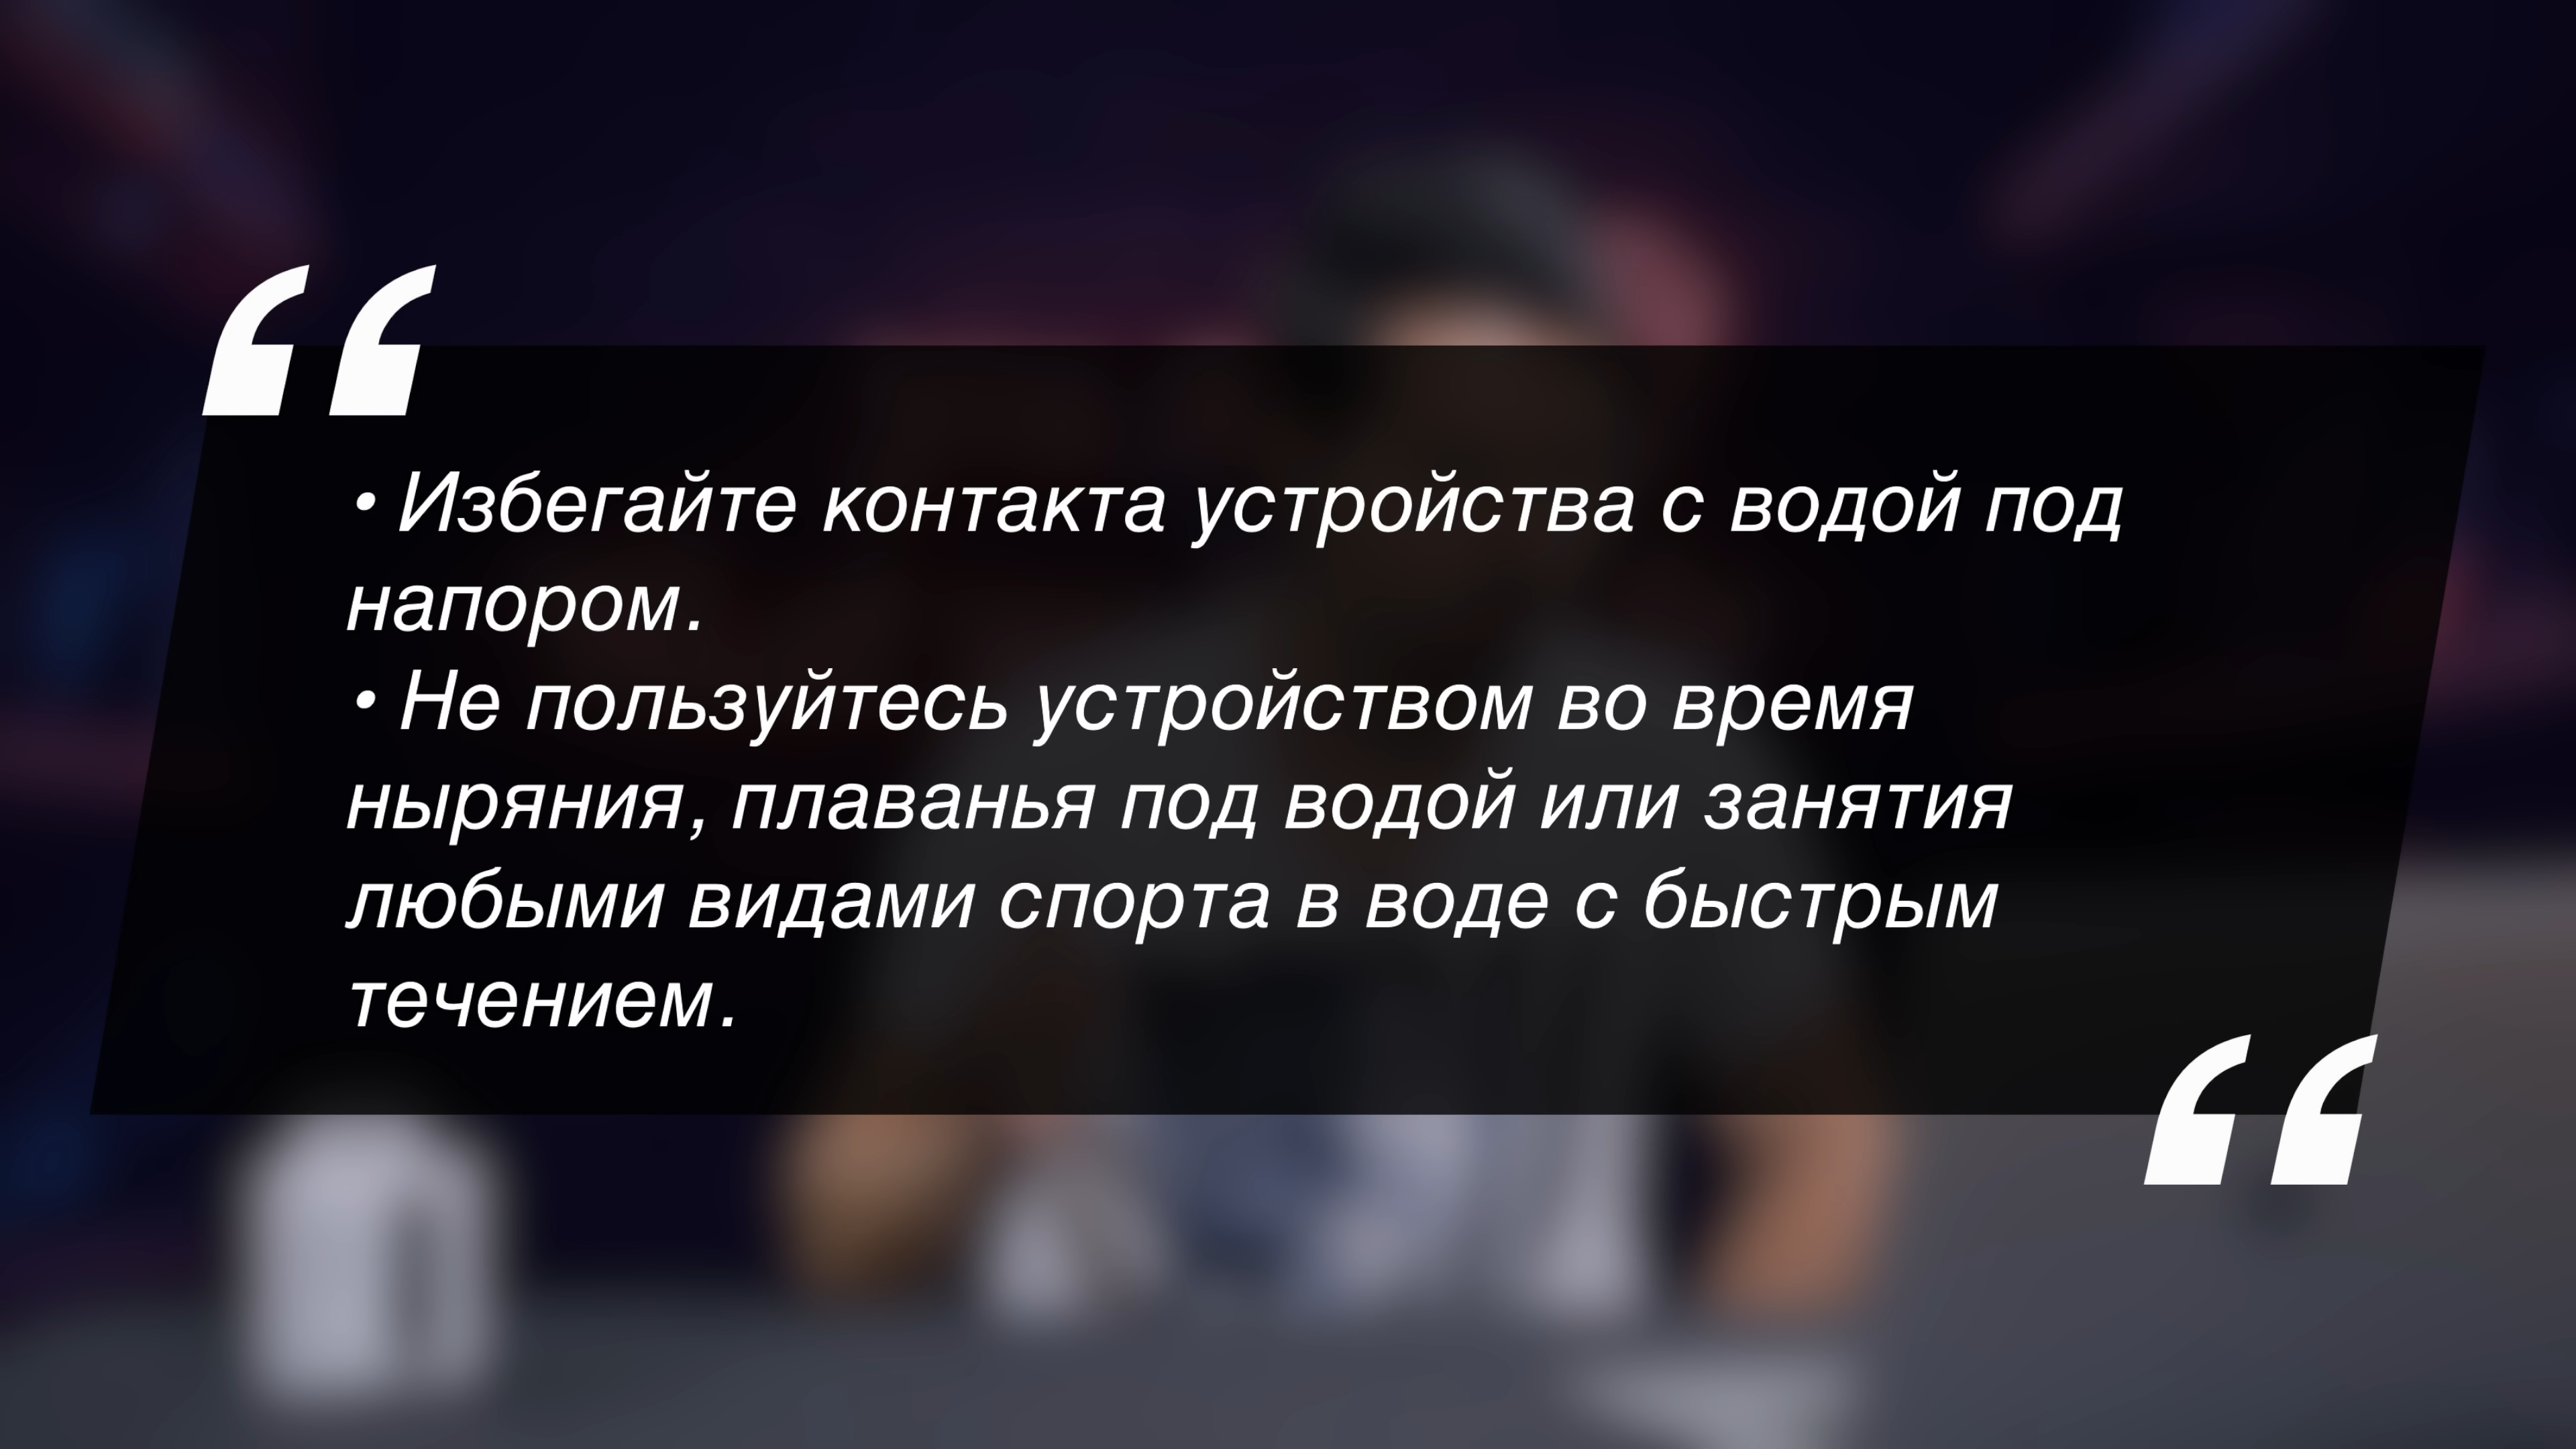 “
• Избегайте контакта устройства с водой под
напором.
• Не пользуйтесь устройством во время
ныряния, плаванья под водой или занятия
любыми видами спорта в воде с быстрым
течением.
“